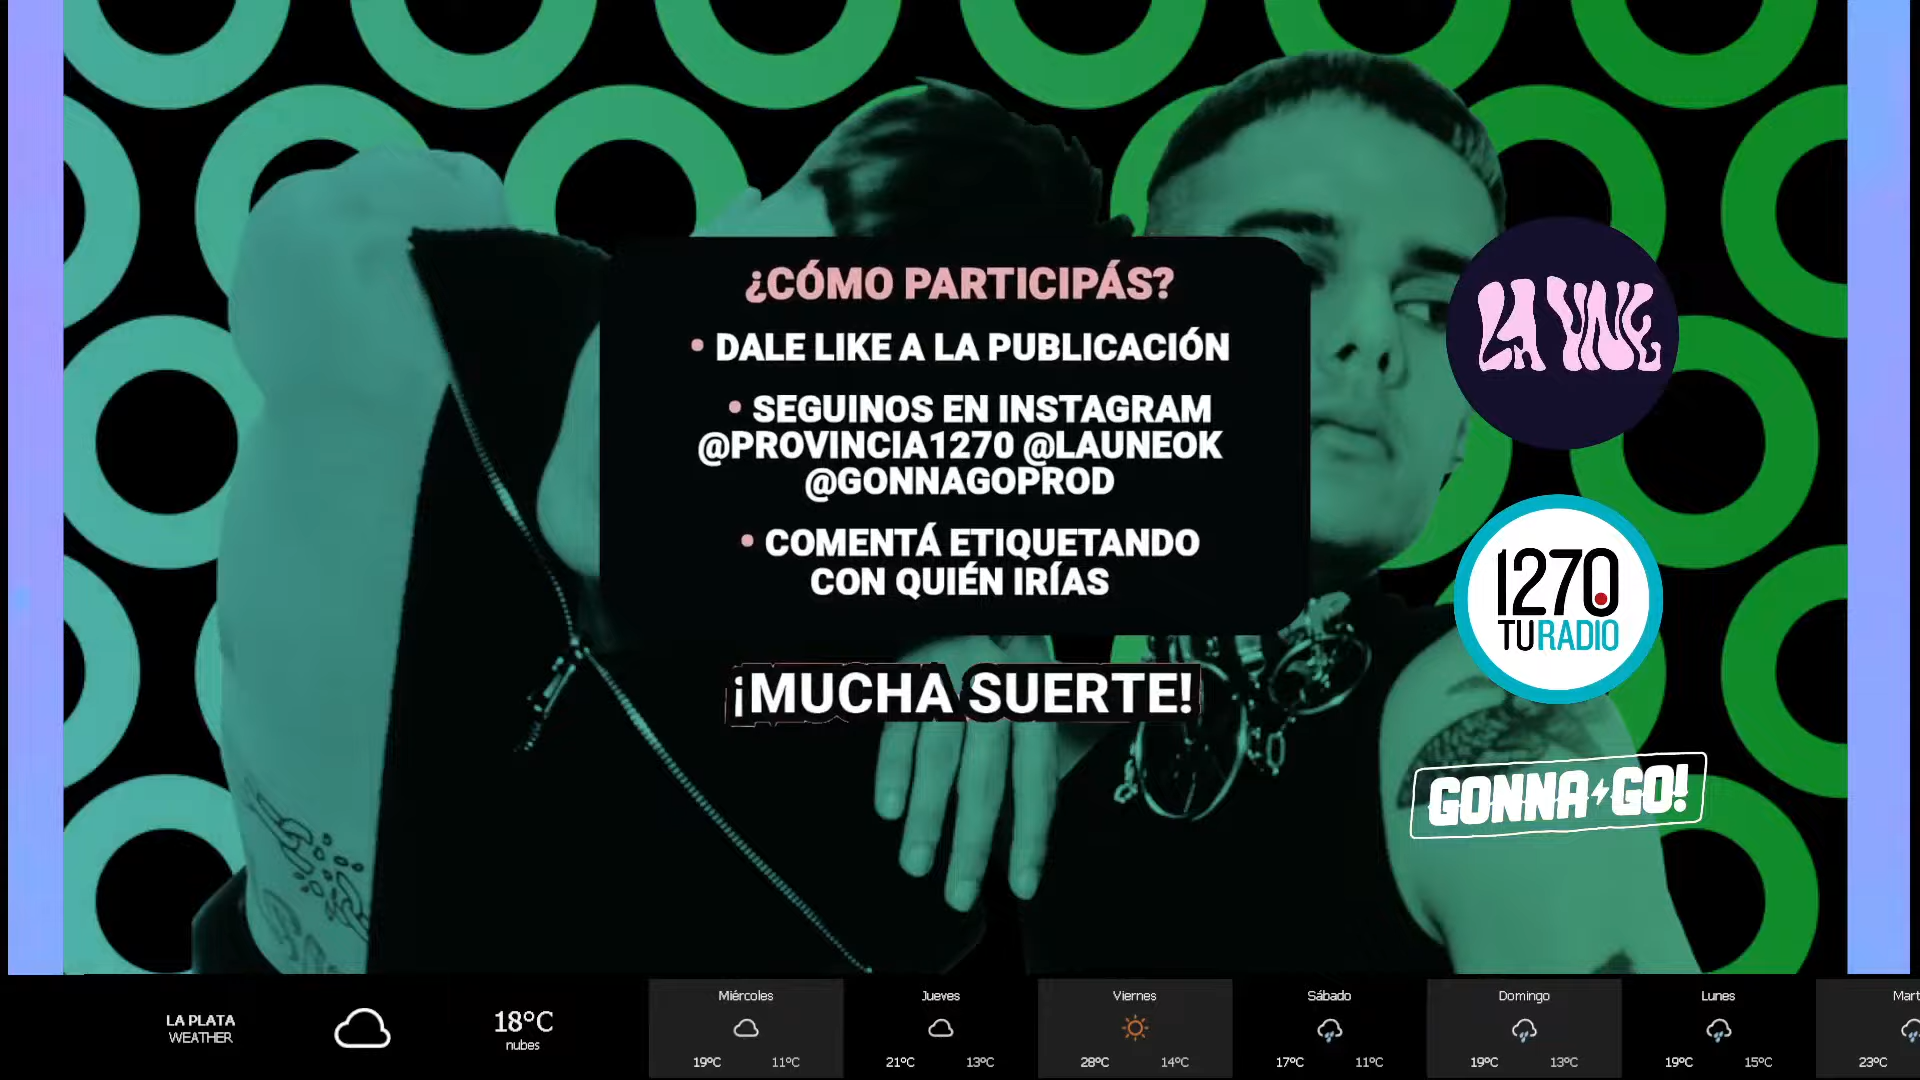 ¿CÓMO PARTICIPÁS?
• DALE LIKE A LA PUBLICACIÓN
• SEGUINOS EN INSTAGRAM
@PROVINCIA1270 @LAUNEOK
@GONNAGOPROD
• COMENTÁ ETIQUETANDO
CON QUIÉN IRÍAS
¡MUCHA SUERTE!
LA UNE
1270
TURADIO
GONNA GO!
LA PLATA
WEATHER
18°C
nubes
Miércoles
19°C 11°C
Jueves
21°C 13°C
Viernes
28°C 14°C
Sábado
17°C 11°C
Domingo
19°C 13°C
Lunes
19°C 15°C
Mart
23°C